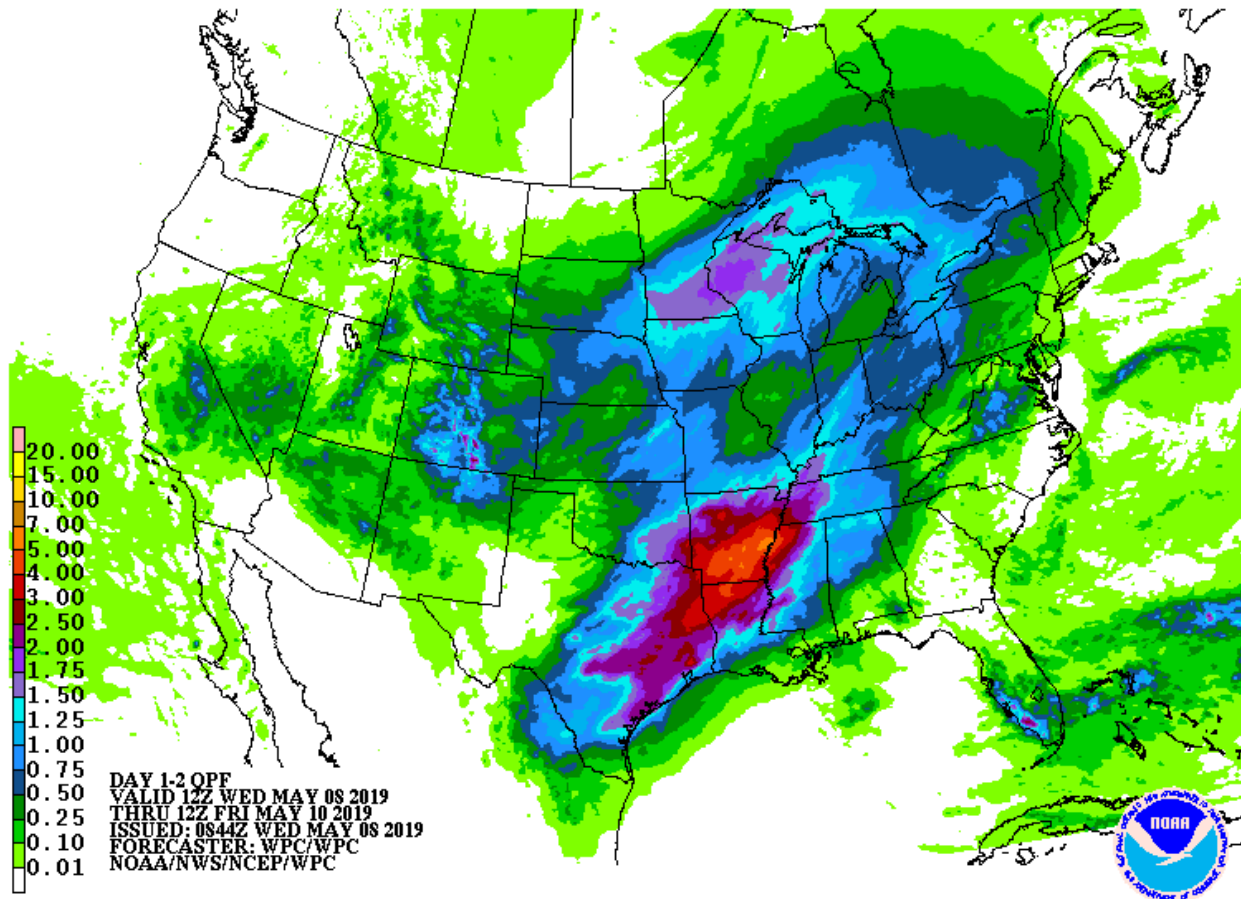 20.00
15.00
10.00
7.00
5.00
4.00
3.00
2.50
2.00
1.75
1.50
1.25
1.00
0.75
0.50
0.25
0.10
0.01
DAY 1-2 QPF
VALID 12Z WED MAY 08 2019
THRU 12Z FRI MAY 10 2019
ISSUED: 0844Z WED MAY 08 2019
FORECASTER: WPC/WPC
NOAA/NWS/NCEP/WPC
NOAA